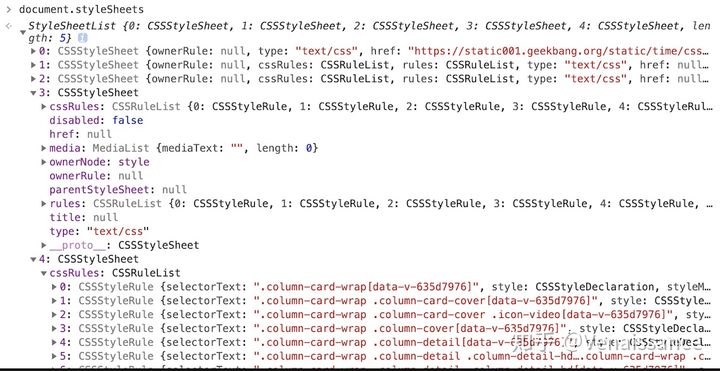 > document.styleSheets
< StyleSheetList {0: CSSStyleSheet, 1: CSSStyleSheet, 2: CSSStyleSheet, 3: CSSStyleSheet, 4: CSSStyleSheet, len
gth: 5} i
▶ 0: CSSStyleSheet {ownerRule: null, type: "text/css", href: "https://static001.geekbang.org/static/time/css…
▶ 1: CSSStyleSheet {ownerRule: null, cssRules: CSSRuleList, rules: CSSRuleList, type: "text/css", href: null…
▶ 2: CSSStyleSheet {ownerRule: null, cssRules: CSSRuleList, rules: CSSRuleList, type: "text/css", href: null…
▼ 3: CSSStyleSheet
▶ cssRules: CSSRuleList {0: CSSStyleRule, 1: CSSStyleRule, 2: CSSStyleRule, 3: CSSStyleRule, 4: CSSStyleRul…
disabled: false
href: null
▶ media: MediaList {mediaText: "", length: 0}
▶ ownerNode: style
ownerRule: null
parentStyleSheet: null
▶ rules: CSSRuleList {0: CSSStyleRule, 1: CSSStyleRule, 2: CSSStyleRule, 3: CSSStyleRule, 4: CSSStyleRule, …
title: null
type: "text/css"
▶ __proto__: CSSStyleSheet
▼ 4: CSSStyleSheet
▼ cssRules: CSSRuleList
▶ 0: CSSStyleRule {selectorText: ".column-card-wrap[data-v-635d7976]", style: CSSStyleDeclaration, styleM…
▶ 1: CSSStyleRule {selectorText: ".column-card-wrap .column-card-cover[data-v-635d7976]", style: CSSStyle…
▶ 2: CSSStyleRule {selectorText: ".column-card-wrap .column-card-cover .icon-video[data-v-635d7976]", sty…
▶ 3: CSSStyleRule {selectorText: ".column-card-wrap .column-cover[data-v-635d7976]", style: CSSStyleDecla…
▶ 4: CSSStyleRule {selectorText: ".column-card-wrap .column-detail[data-v-635d7976]", style: CSSStyleDecl…
▶ 5: CSSStyleRule {selectorText: ".column-card-wrap .column-detail .column-detail-hd….column-card-wrap .c…
知乎 @Venaissance